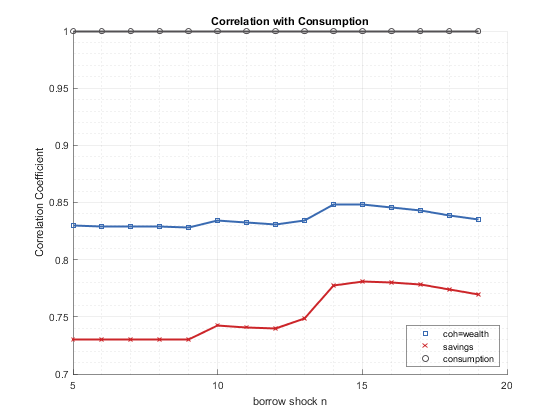 Correlation with Consumption
1
0.95
0.9
0.85
0.8
0.75
0.7
Correlation Coefficient
5 10 15 20
borrow shock n
coh=wealth
savings
consumption